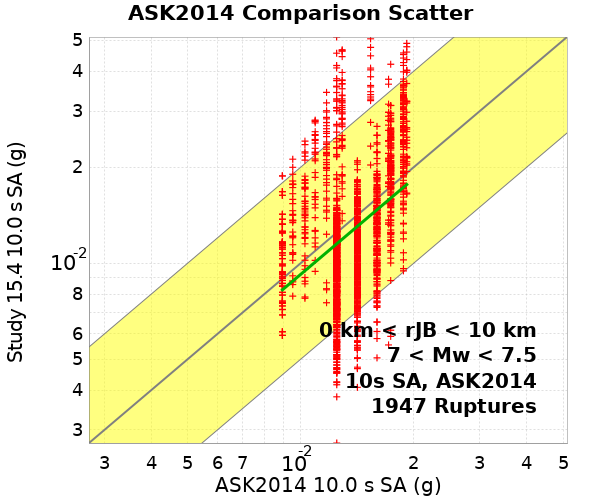 ASK2014 Comparison Scatter
5
4
3
2
10-2
8
6
5
4
3
Study 15.4 10.0 s SA (g)
0 km < rJB < 10 km
7 < Mw < 7.5
10s SA, ASK2014
1947 Ruptures
3 4 5 6 7 10-2 2 3 4 5
ASK2014 10.0 s SA (g)